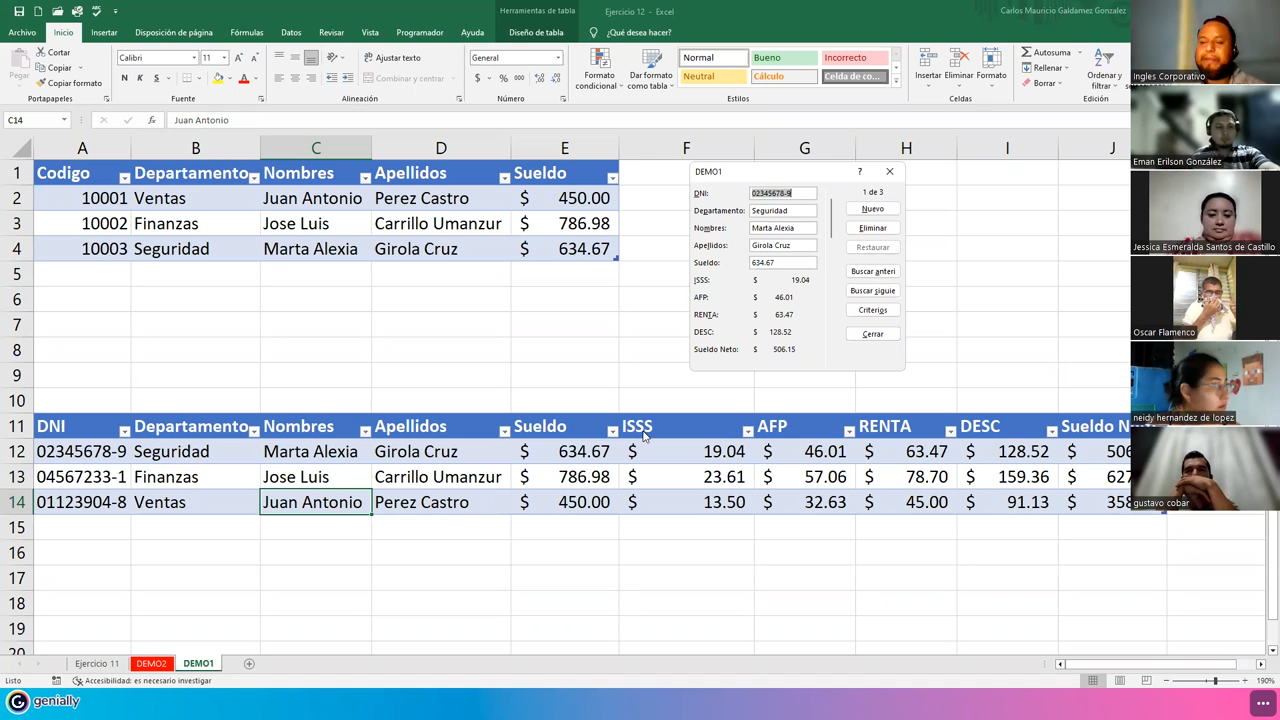 Herramientas de tabla
Ejercicio 12 - Excel
Carlos Mauricio Galdamez Gonzalez
Archivo Inicio Insertar Disposición de página Fórmulas Datos Revisar Vista Programador Ayuda Diseño de tabla ¿Qué desea hacer?
Pegar
Cortar
Copiar
Copiar formato
Portapapeles
Calibri 11
N K S
Fuente
Ajustar texto
Combinar y centrar
Alineación
General
$ % 000
Número
Formato condicional
Dar formato como tabla
Normal Bueno Incorrecto
Neutral Cálculo Celda de co...
Estilos
Insertar Eliminar Formato
Celdas
Autosuma
Rellenar
Borrar
Ordenar y filtrar
Edición
C14 fx Juan Antonio
A B C D E F G H I J
1 Codigo Departamento Nombres Apellidos Sueldo
2 10001 Ventas Juan Antonio Perez Castro $ 450.00
3 10002 Finanzas Jose Luis Carrillo Umanzur $ 786.98
4 10003 Seguridad Marta Alexia Girola Cruz $ 634.67
5
6
7
8
9
10
11 DNI Departamento Nombres Apellidos Sueldo ISSS AFP RENTA DESC Sueldo N
12 02345678-9 Seguridad Marta Alexia Girola Cruz $ 634.67 $ 19.04 $ 46.01 $ 63.47 $ 128.52 $ 506
13 04567233-1 Finanzas Jose Luis Carrillo Umanzur $ 786.98 $ 23.61 $ 57.06 $ 78.70 $ 159.36 $ 627
14 01123904-8 Ventas Juan Antonio Perez Castro $ 450.00 $ 13.50 $ 32.63 $ 45.00 $ 91.13 $ 358
15
16
17
18
19
20
DEMO1 ?
DNI: 02345678-9 1 de 3
Departamento: Seguridad
Nombres: Marta Alexia
Apellidos: Girola Cruz
Sueldo: 634.67
ISSS: $ 19.04
AFP: $ 46.01
RENTA: $ 63.47
DESC: $ 128.52
Sueldo Neto: $ 506.15
Nuevo
Eliminar
Restaurar
Buscar anteri
Buscar siguie
Criterios
Cerrar
Ingles Corporativo
Eman Erilson González
Jessica Esmeralda Santos de Castillo
Oscar Flamenco
neidy hernandez de lopez
gustavo cobar
Ejercicio 11 DEMO2 DEMO1
Listo Accesibilidad: es necesario investigar 190%
genially